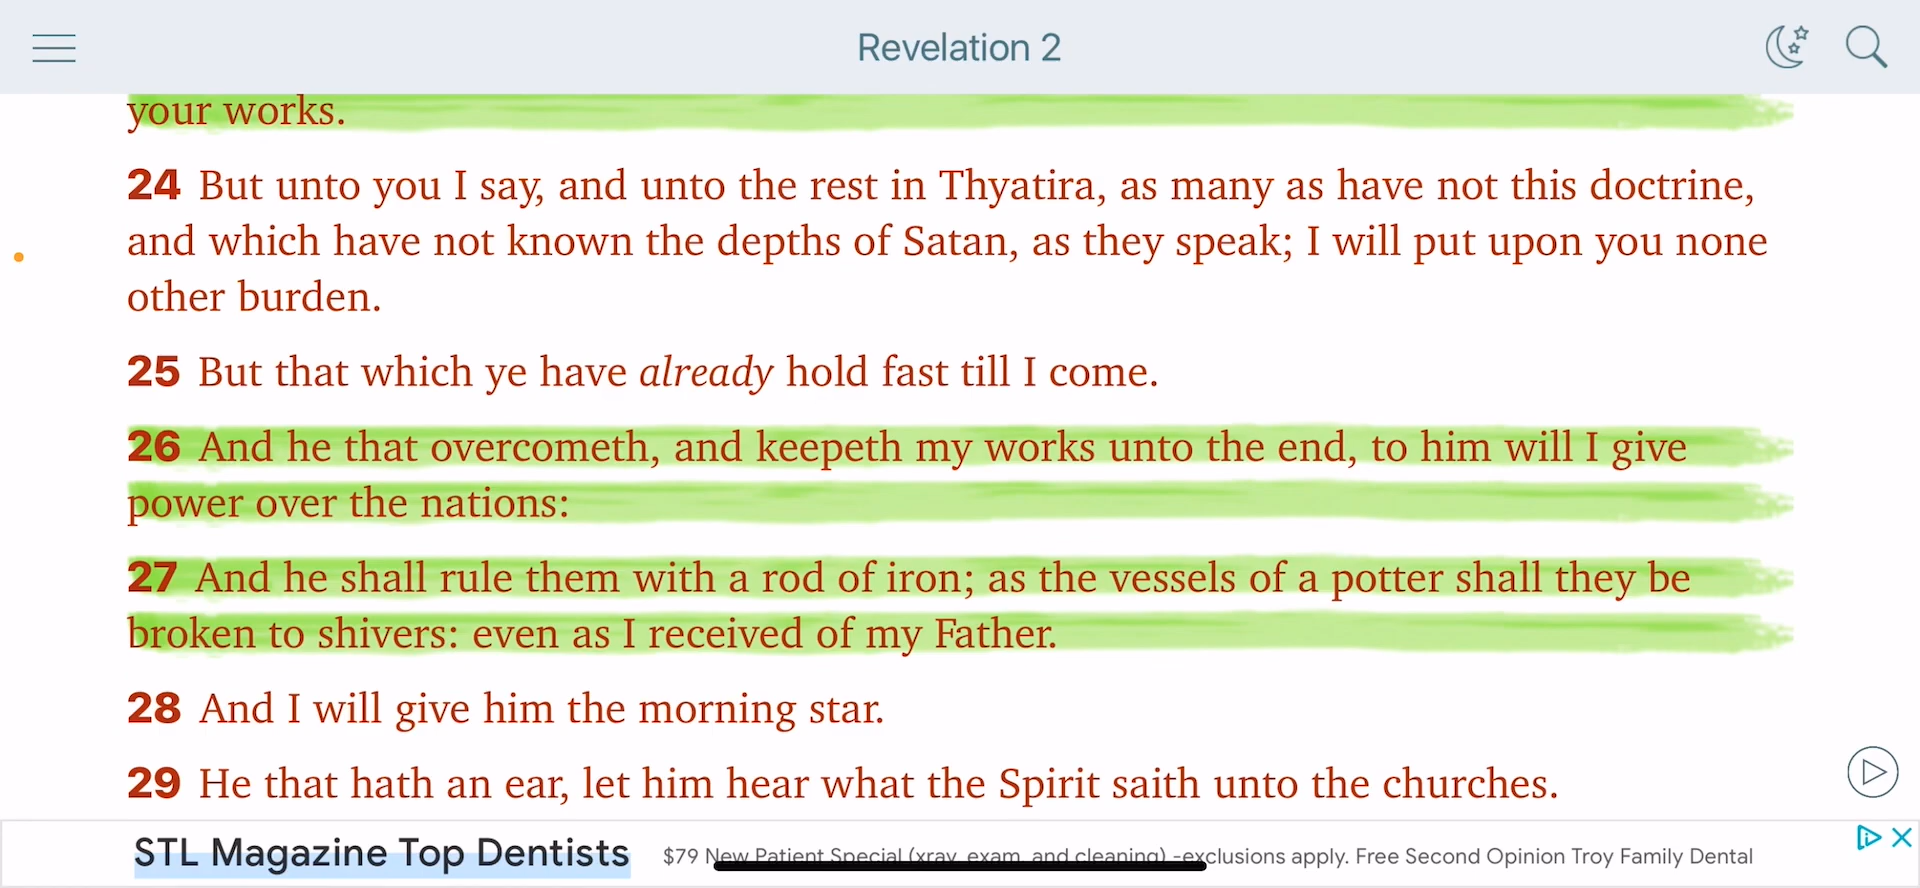 Revelation 2
your works.
24 But unto you I say, and unto the rest in Thyatira, as many as have not this doctrine,
and which have not known the depths of Satan, as they speak; I will put upon you none
other burden.
25 But that which ye have already hold fast till I come.
26 And he that overcometh, and keepeth my works unto the end, to him will I give
power over the nations:
27 And he shall rule them with a rod of iron; as the vessels of a potter shall they be
broken to shivers: even as I received of my Father.
28 And I will give him the morning star.
29 He that hath an ear, let him hear what the Spirit saith unto the churches.
STL Magazine Top Dentists
$79 New Patient Special (xray, exam, and cleaning) -exclusions apply. Free Second Opinion Troy Family Dental